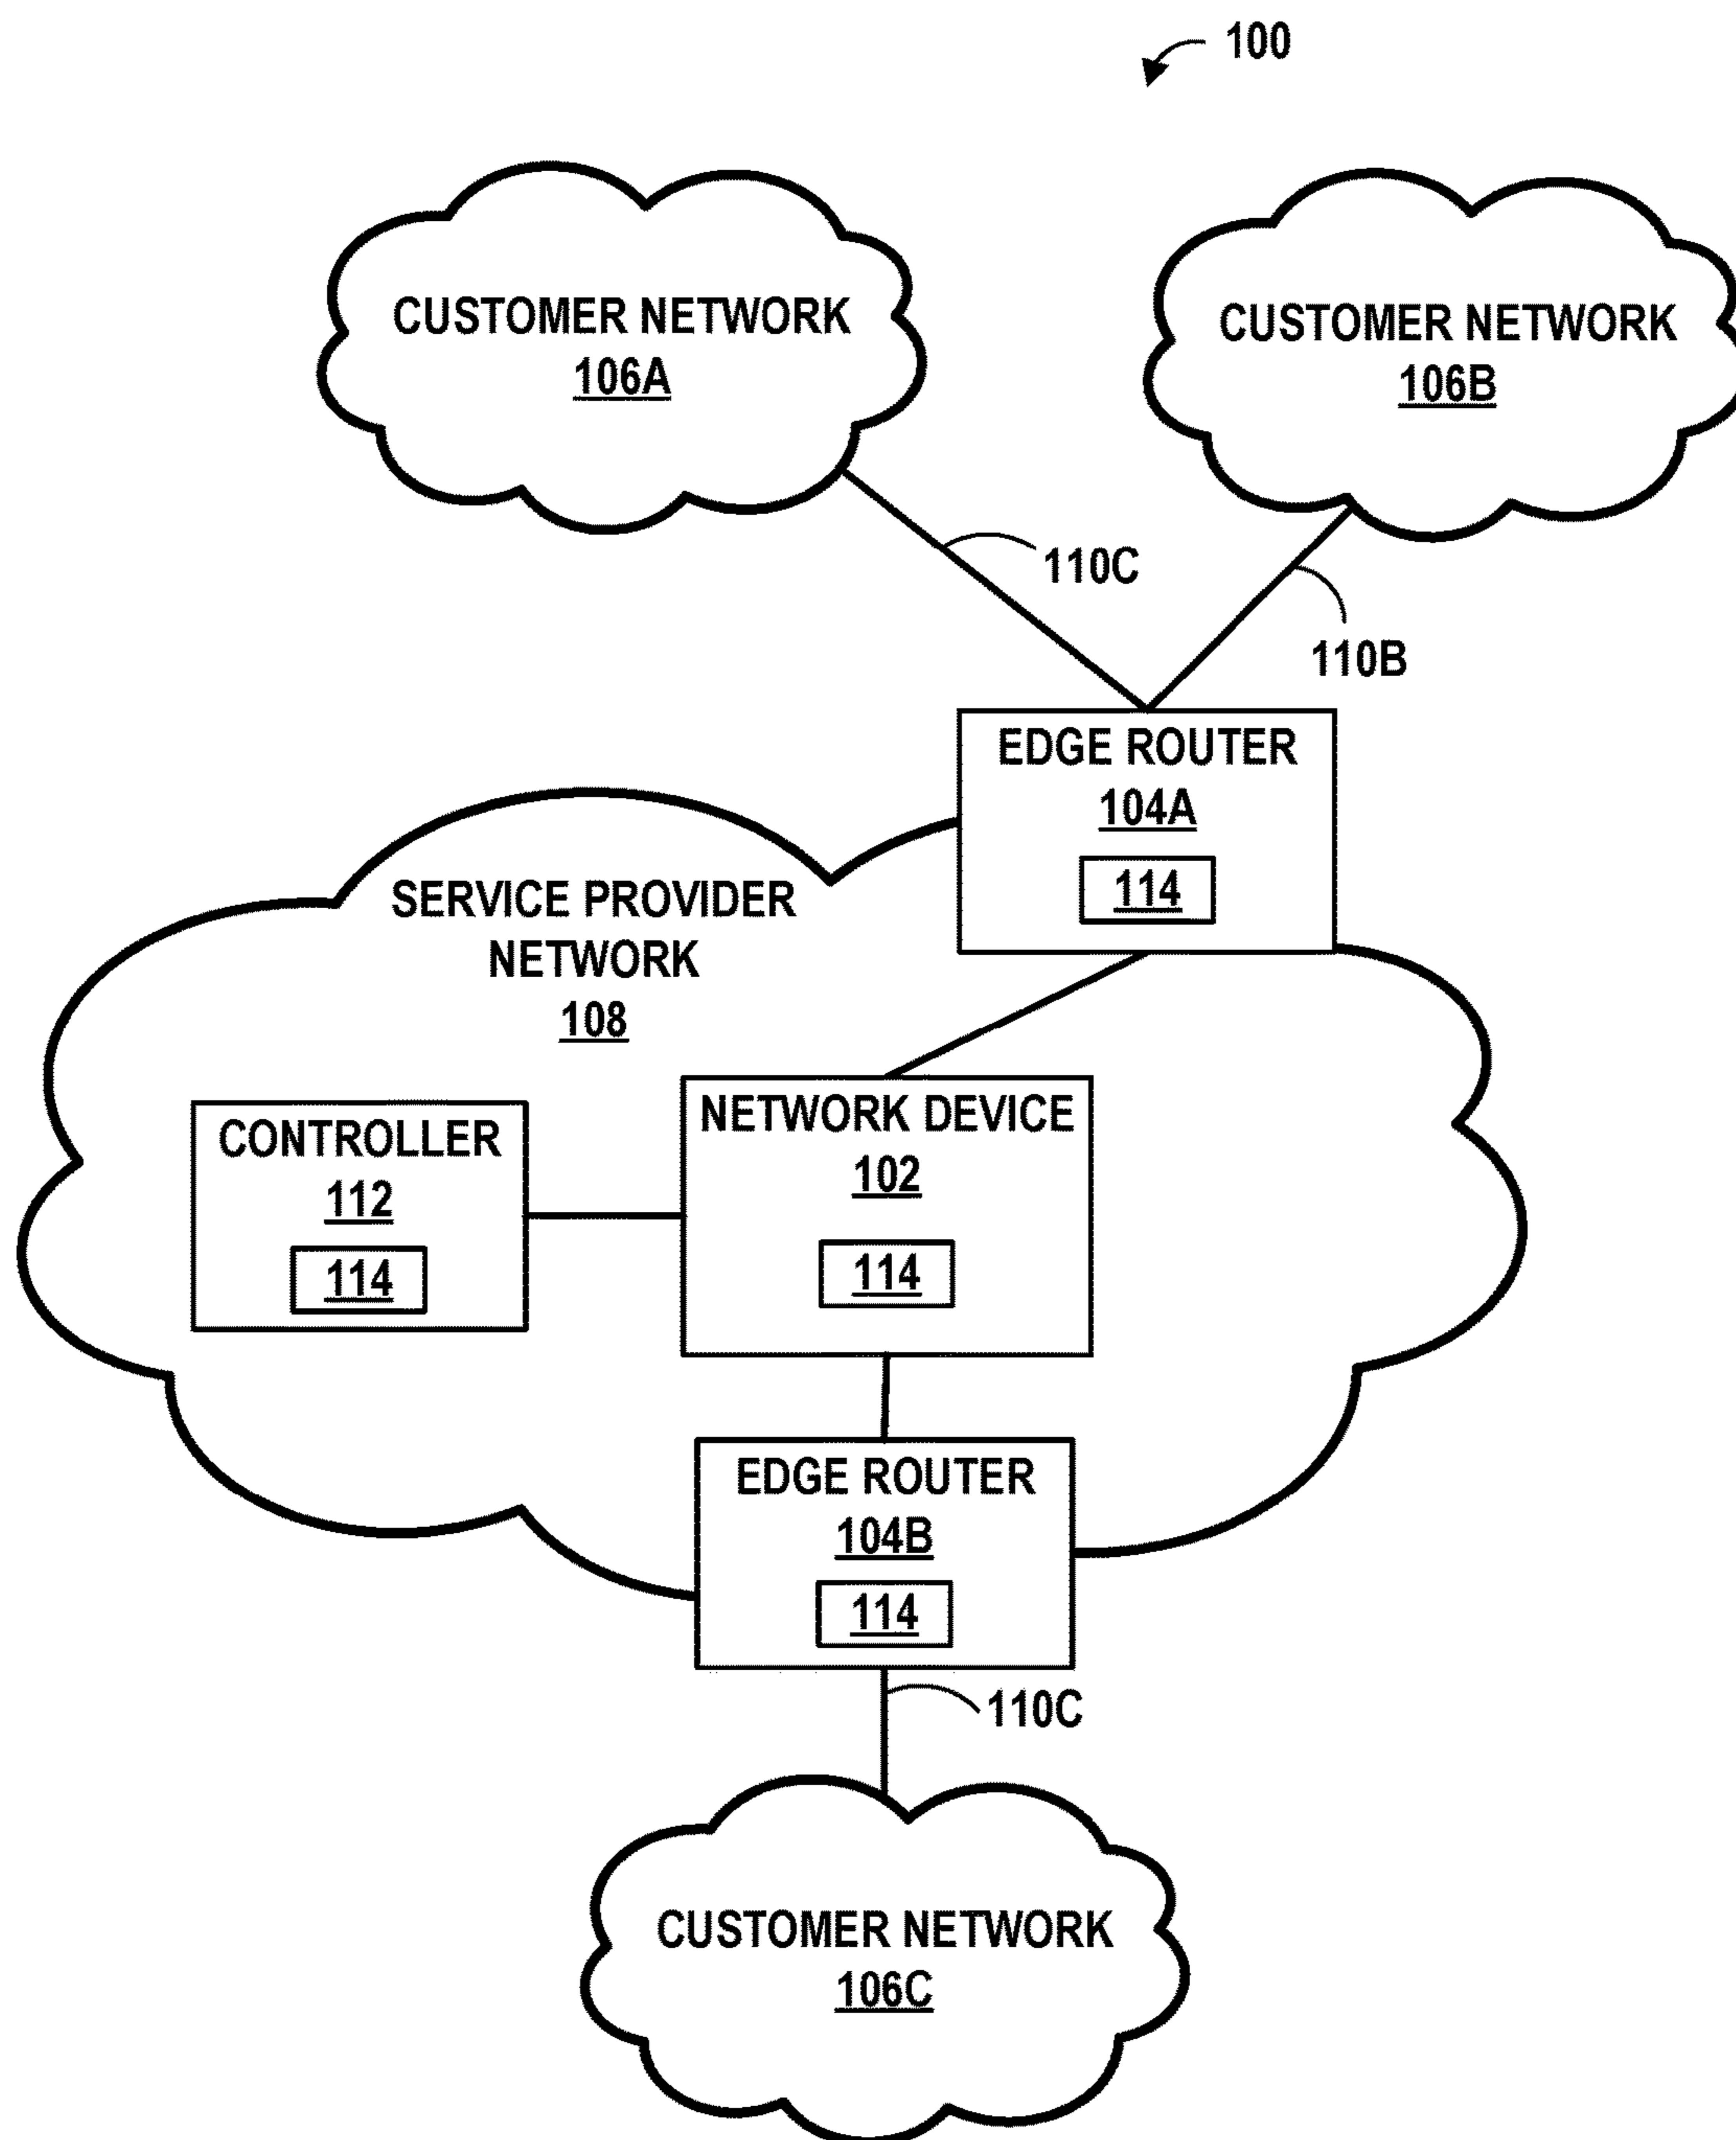 100
CUSTOMER NETWORK
106A
CUSTOMER NETWORK
106B
110C
110B
EDGE ROUTER
104A
114
SERVICE PROVIDER
NETWORK
108
CONTROLLER
112
114
NETWORK DEVICE
102
114
EDGE ROUTER
104B
114
110C
CUSTOMER NETWORK
106C